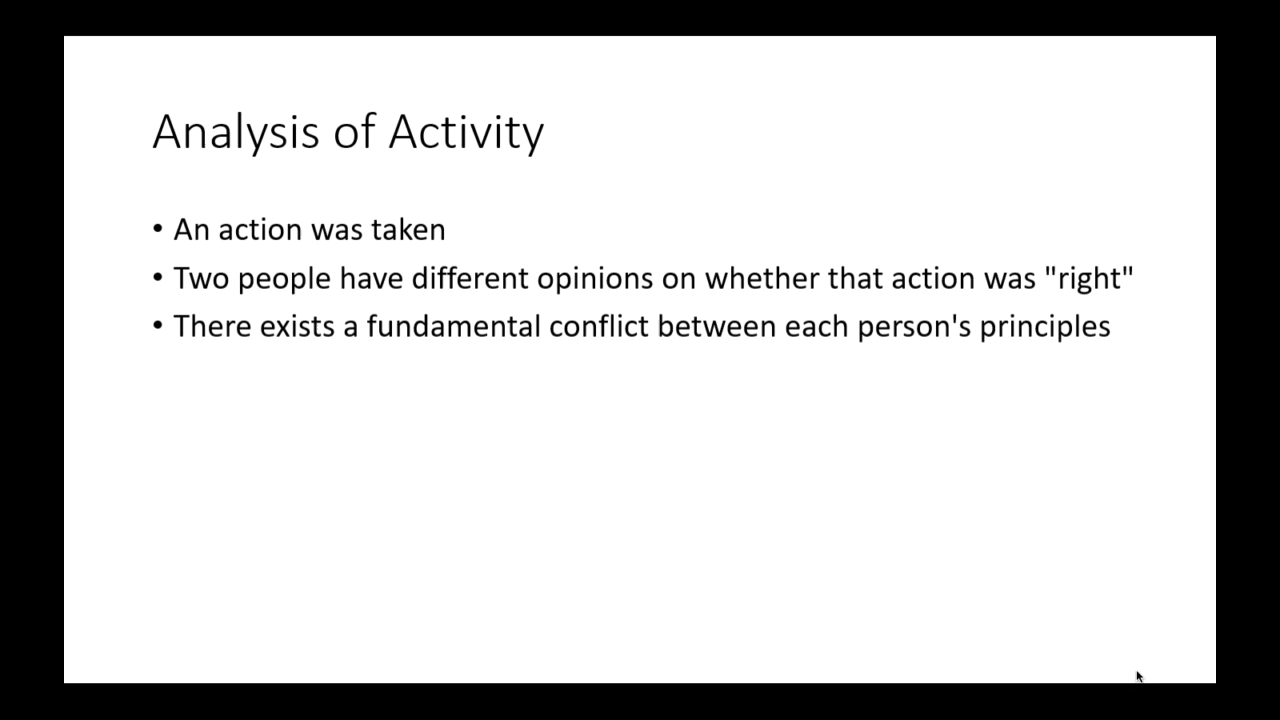 Analysis of Activity
• An action was taken
• Two people have different opinions on whether that action was "right"
• There exists a fundamental conflict between each person's principles